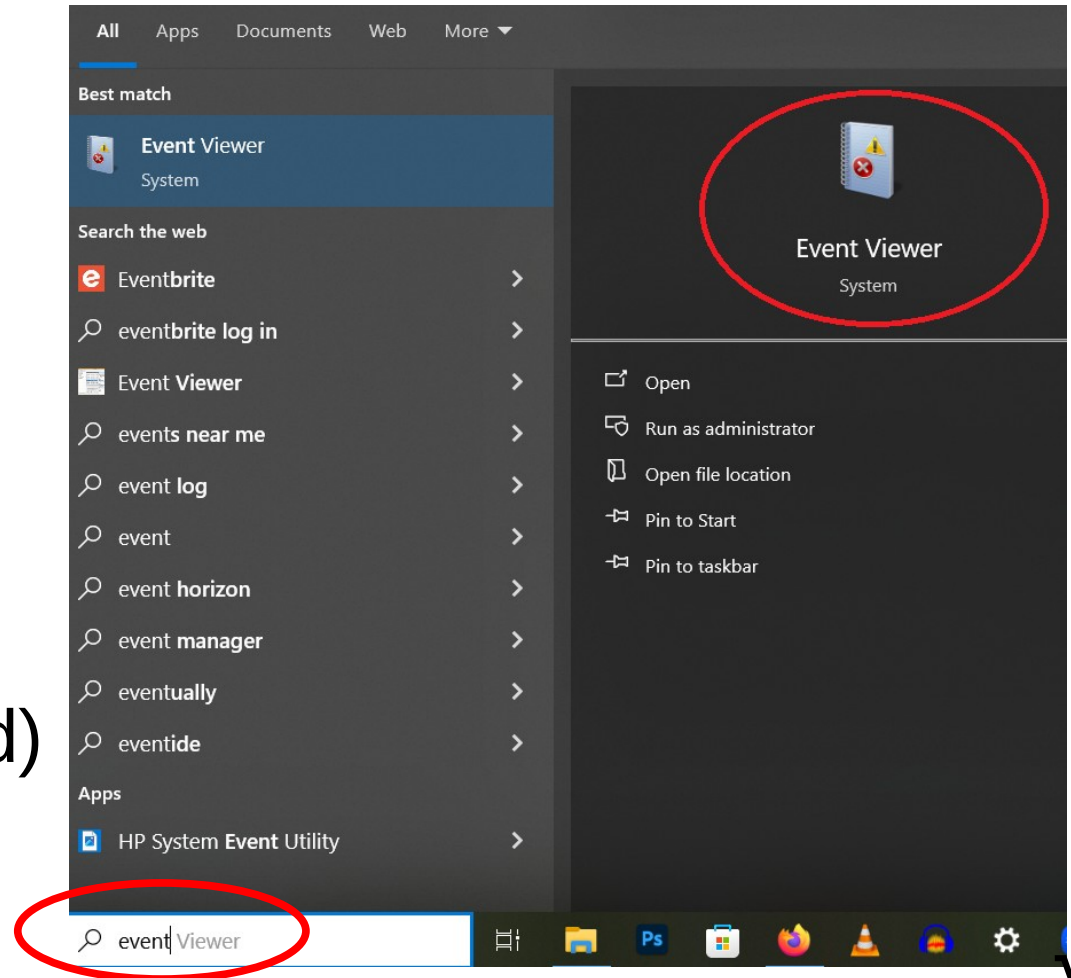 All Apps Documents Web More
Best match
Event Viewer
System
Search the web
Eventbrite
eventbrite log in
Event Viewer
events near me
event log
event
event horizon
event manager
eventually
eventide
Apps
HP System Event Utility
event Viewer
Event Viewer
System
Open
Run as administrator
Open file location
Pin to Start
Pin to taskbar
d)
Ps